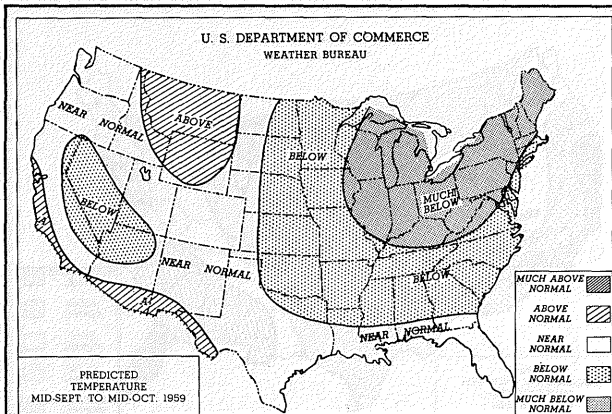 U. S. DEPARTMENT OF COMMERCE
WEATHER BUREAU
NEAR NORMAL
ABOVE
BELOW
MUCH
BELOW
BELOW
NEAR NORMAL
BELOW
NEAR NORMAL
A
A
MUCH ABOVE
NORMAL
ABOVE
NORMAL
NEAR
NORMAL
BELOW
NORMAL
MUCH BELOW
NORMAL
PREDICTED
TEMPERATURE
MID-SEPT. TO MID-OCT. 1959